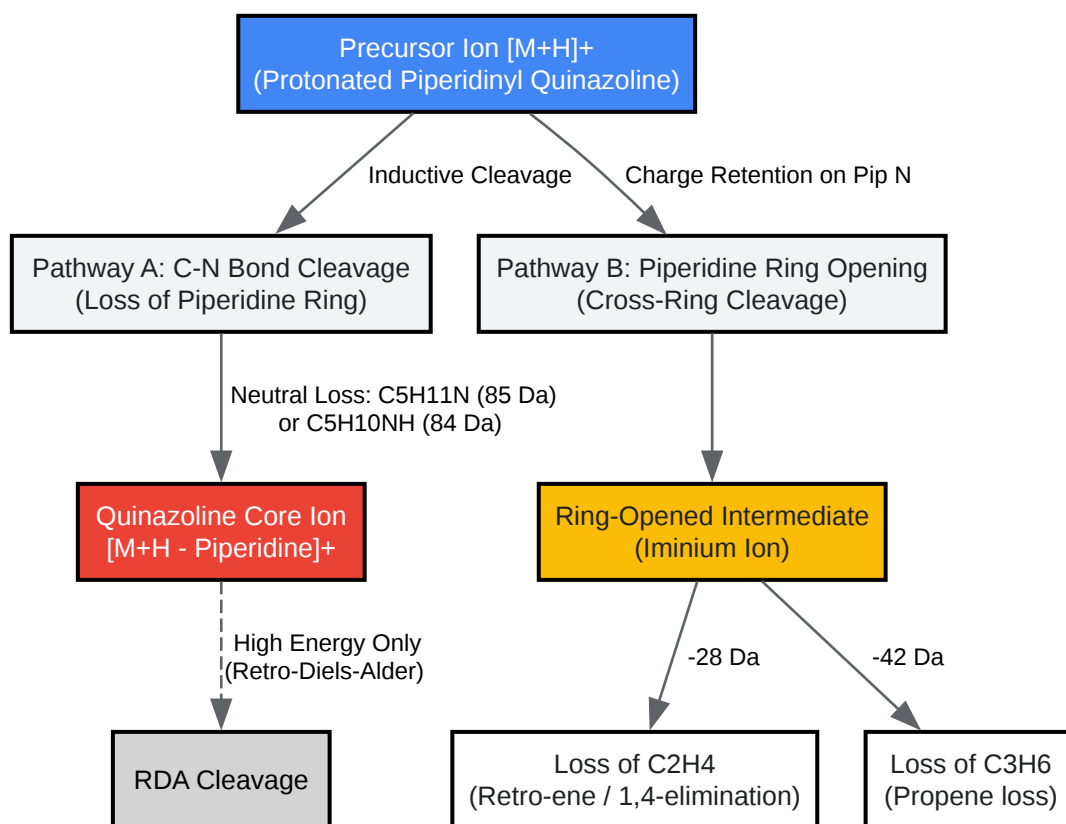 Precursor Ion [M+H]+
(Protonated Piperidinyl Quinazoline)
Inductive Cleavage
Charge Retention on Pip N
Pathway A: C-N Bond Cleavage
(Loss of Piperidine Ring)
Pathway B: Piperidine Ring Opening
(Cross-Ring Cleavage)
Neutral Loss: C5H11N (85 Da)
or C5H10NH (84 Da)
Quinazoline Core Ion
[M+H - Piperidine]+
Ring-Opened Intermediate
(Iminium Ion)
High Energy Only
(Retro-Diels-Alder)
-28 Da
-42 Da
RDA Cleavage
Loss of C2H4
(Retro-ene / 1,4-elimination)
Loss of C3H6
(Propene loss)